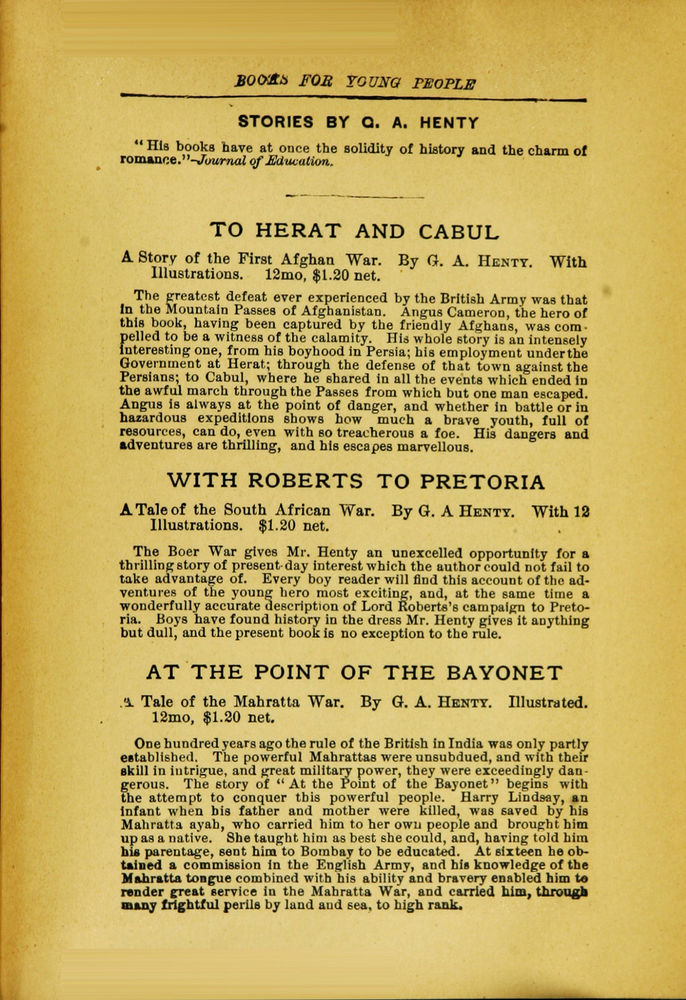 BOOKS FOR YOUNG PEOPLE
STORIES BY G. A. HENTY
"His books have at once the solidity of history and the charm of
romance."—Journal of Education.
TO HERAT AND CABUL
A Story of the First Afghan War. By G. A. HENTY. With
Illustrations. 12mo, $1.20 net.
The greatest defeat ever experienced by the British Army was that
in the Mountain Passes of Afghanistan. Angus Cameron, the hero of
this book, having been captured by the friendly Afghans, was com-
pelled to be a witness of the calamity. His whole story is an intensely
interesting one, from his boyhood in Persia; his employment under the
Government at Herat; through the defense of that town against the
Persians; to Cabul, where he shared in all the events which ended in
the awful march through the Passes from which but one man escaped.
Angus is always at the point of danger, and whether in battle or in
hazardous expeditions shows how much a brave youth, full of
resources, can do, even with so treacherous a foe. His dangers and
adventures are thrilling, and his escapes marvellous.
WITH ROBERTS TO PRETORIA
A Tale of the South African War. By G. A HENTY. With 12
Illustrations. $1.20 net.
The Boer War gives Mr. Henty an unexcelled opportunity for a
thrilling story of present-day interest which the author could not fail to
take advantage of. Every boy reader will find this account of the ad-
ventures of the young hero most exciting, and, at the same time a
wonderfully accurate description of Lord Roberts's campaign to Preto-
ria. Boys have found history in the dress Mr. Henty gives it anything
but dull, and the present book is no exception to the rule.
AT THE POINT OF THE BAYONET
A Tale of the Mahratta War. By G. A. HENTY. Illustrated.
12mo, $1.20 net.
One hundred years ago the rule of the British in India was only partly
established. The powerful Mahrattas were unsubdued, and with their
skill in intrigue, and great military power, they were exceedingly dan-
gerous. The story of "At the Point of the Bayonet" begins with
the attempt to conquer this powerful people. Harry Lindsay, an
infant when his father and mother were killed, was saved by his
Mahratta ayah, who carried him to her own people and brought him
up as a native. She taught him as best she could, and, having told him
his parentage, sent him to Bombay to be educated. At sixteen he ob-
tained a commission in the English Army, and his knowledge of the
Mahratta tongue combined with his ability and bravery enabled him to
render great service in the Mahratta War, and carried him, through
many frightful perils by land and sea, to high rank.